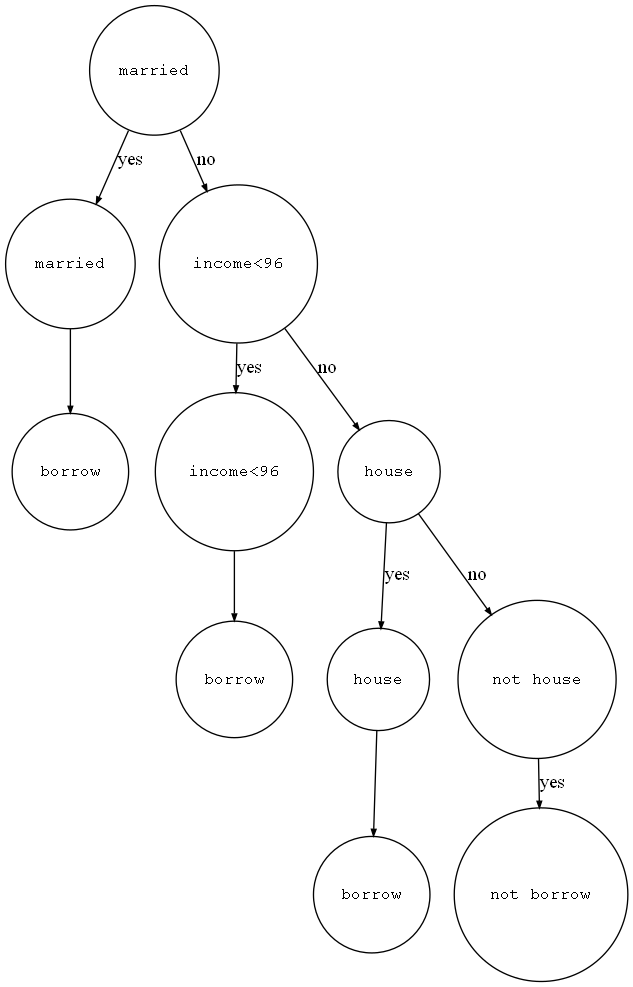 married
yes
no
married
income<96
yes
no
borrow
income<96
house
yes
no
borrow
house
not house
yes
borrow
not borrow